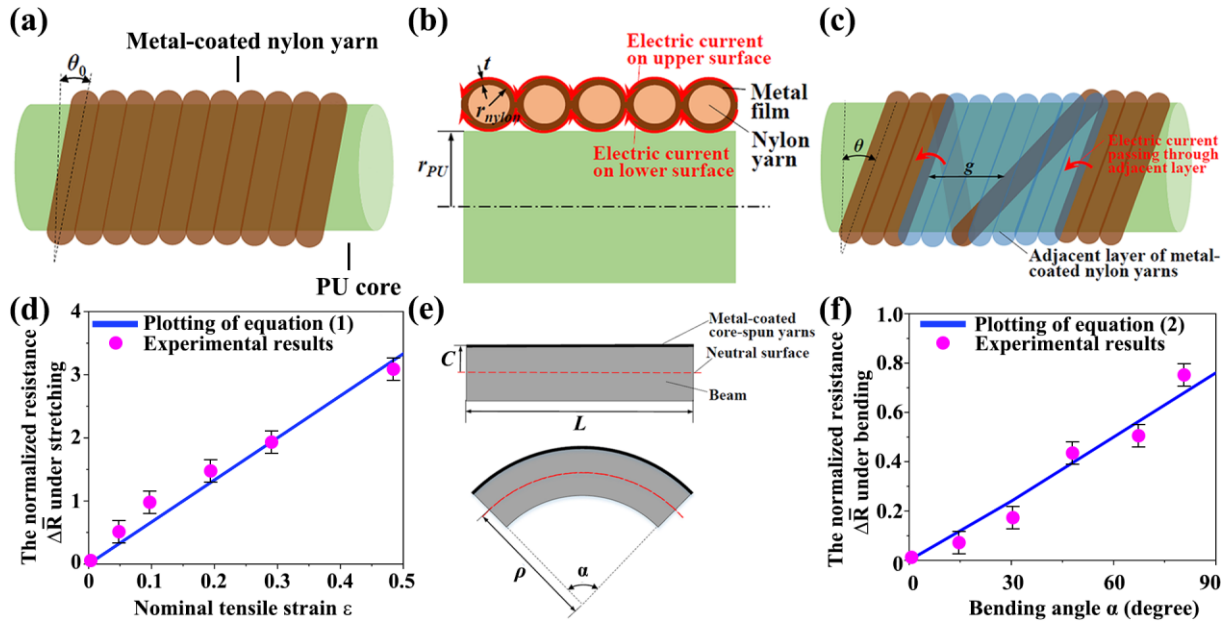 (a)
Metal-coated nylon yarn
θ0
PU core
(b)
Electric current
on upper surface
t
rnylon
Metal
film
Nylon
yarn
Electric current
on lower surface
rPU
(c)
θ
g
Electric current
passing through
adjacent layer
Adjacent layer of metal-
coated nylon yarns
(d)
Plotting of equation (1)
Experimental results
The normalized resistance
ΔR̅ under stretching
4
3
2
1
0
0 0.1 0.2 0.3 0.4 0.5
Nominal tensile strain ε
(e)
Metal-coated
core-spun yarns
Neutral surface
Beam
C
L
ρ
α
(f)
Plotting of equation (2)
Experimental results
The normalized resistance
ΔR̅ under bending
1.0
0.8
0.6
0.4
0.2
0.0
0 30 60 90
Bending angle α (degree)